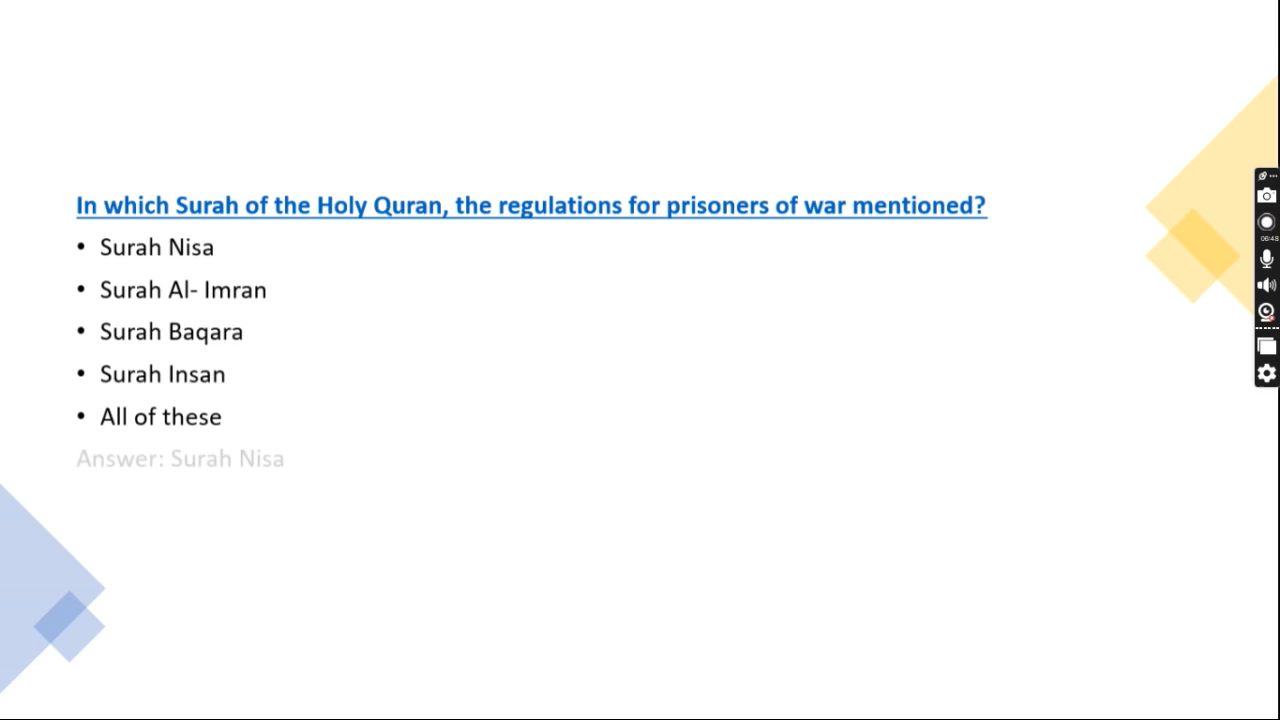 In which Surah of the Holy Quran, the regulations for prisoners of war mentioned?
• Surah Nisa
• Surah Al- Imran
• Surah Baqara
• Surah Insan
• All of these
Answer: Surah Nisa